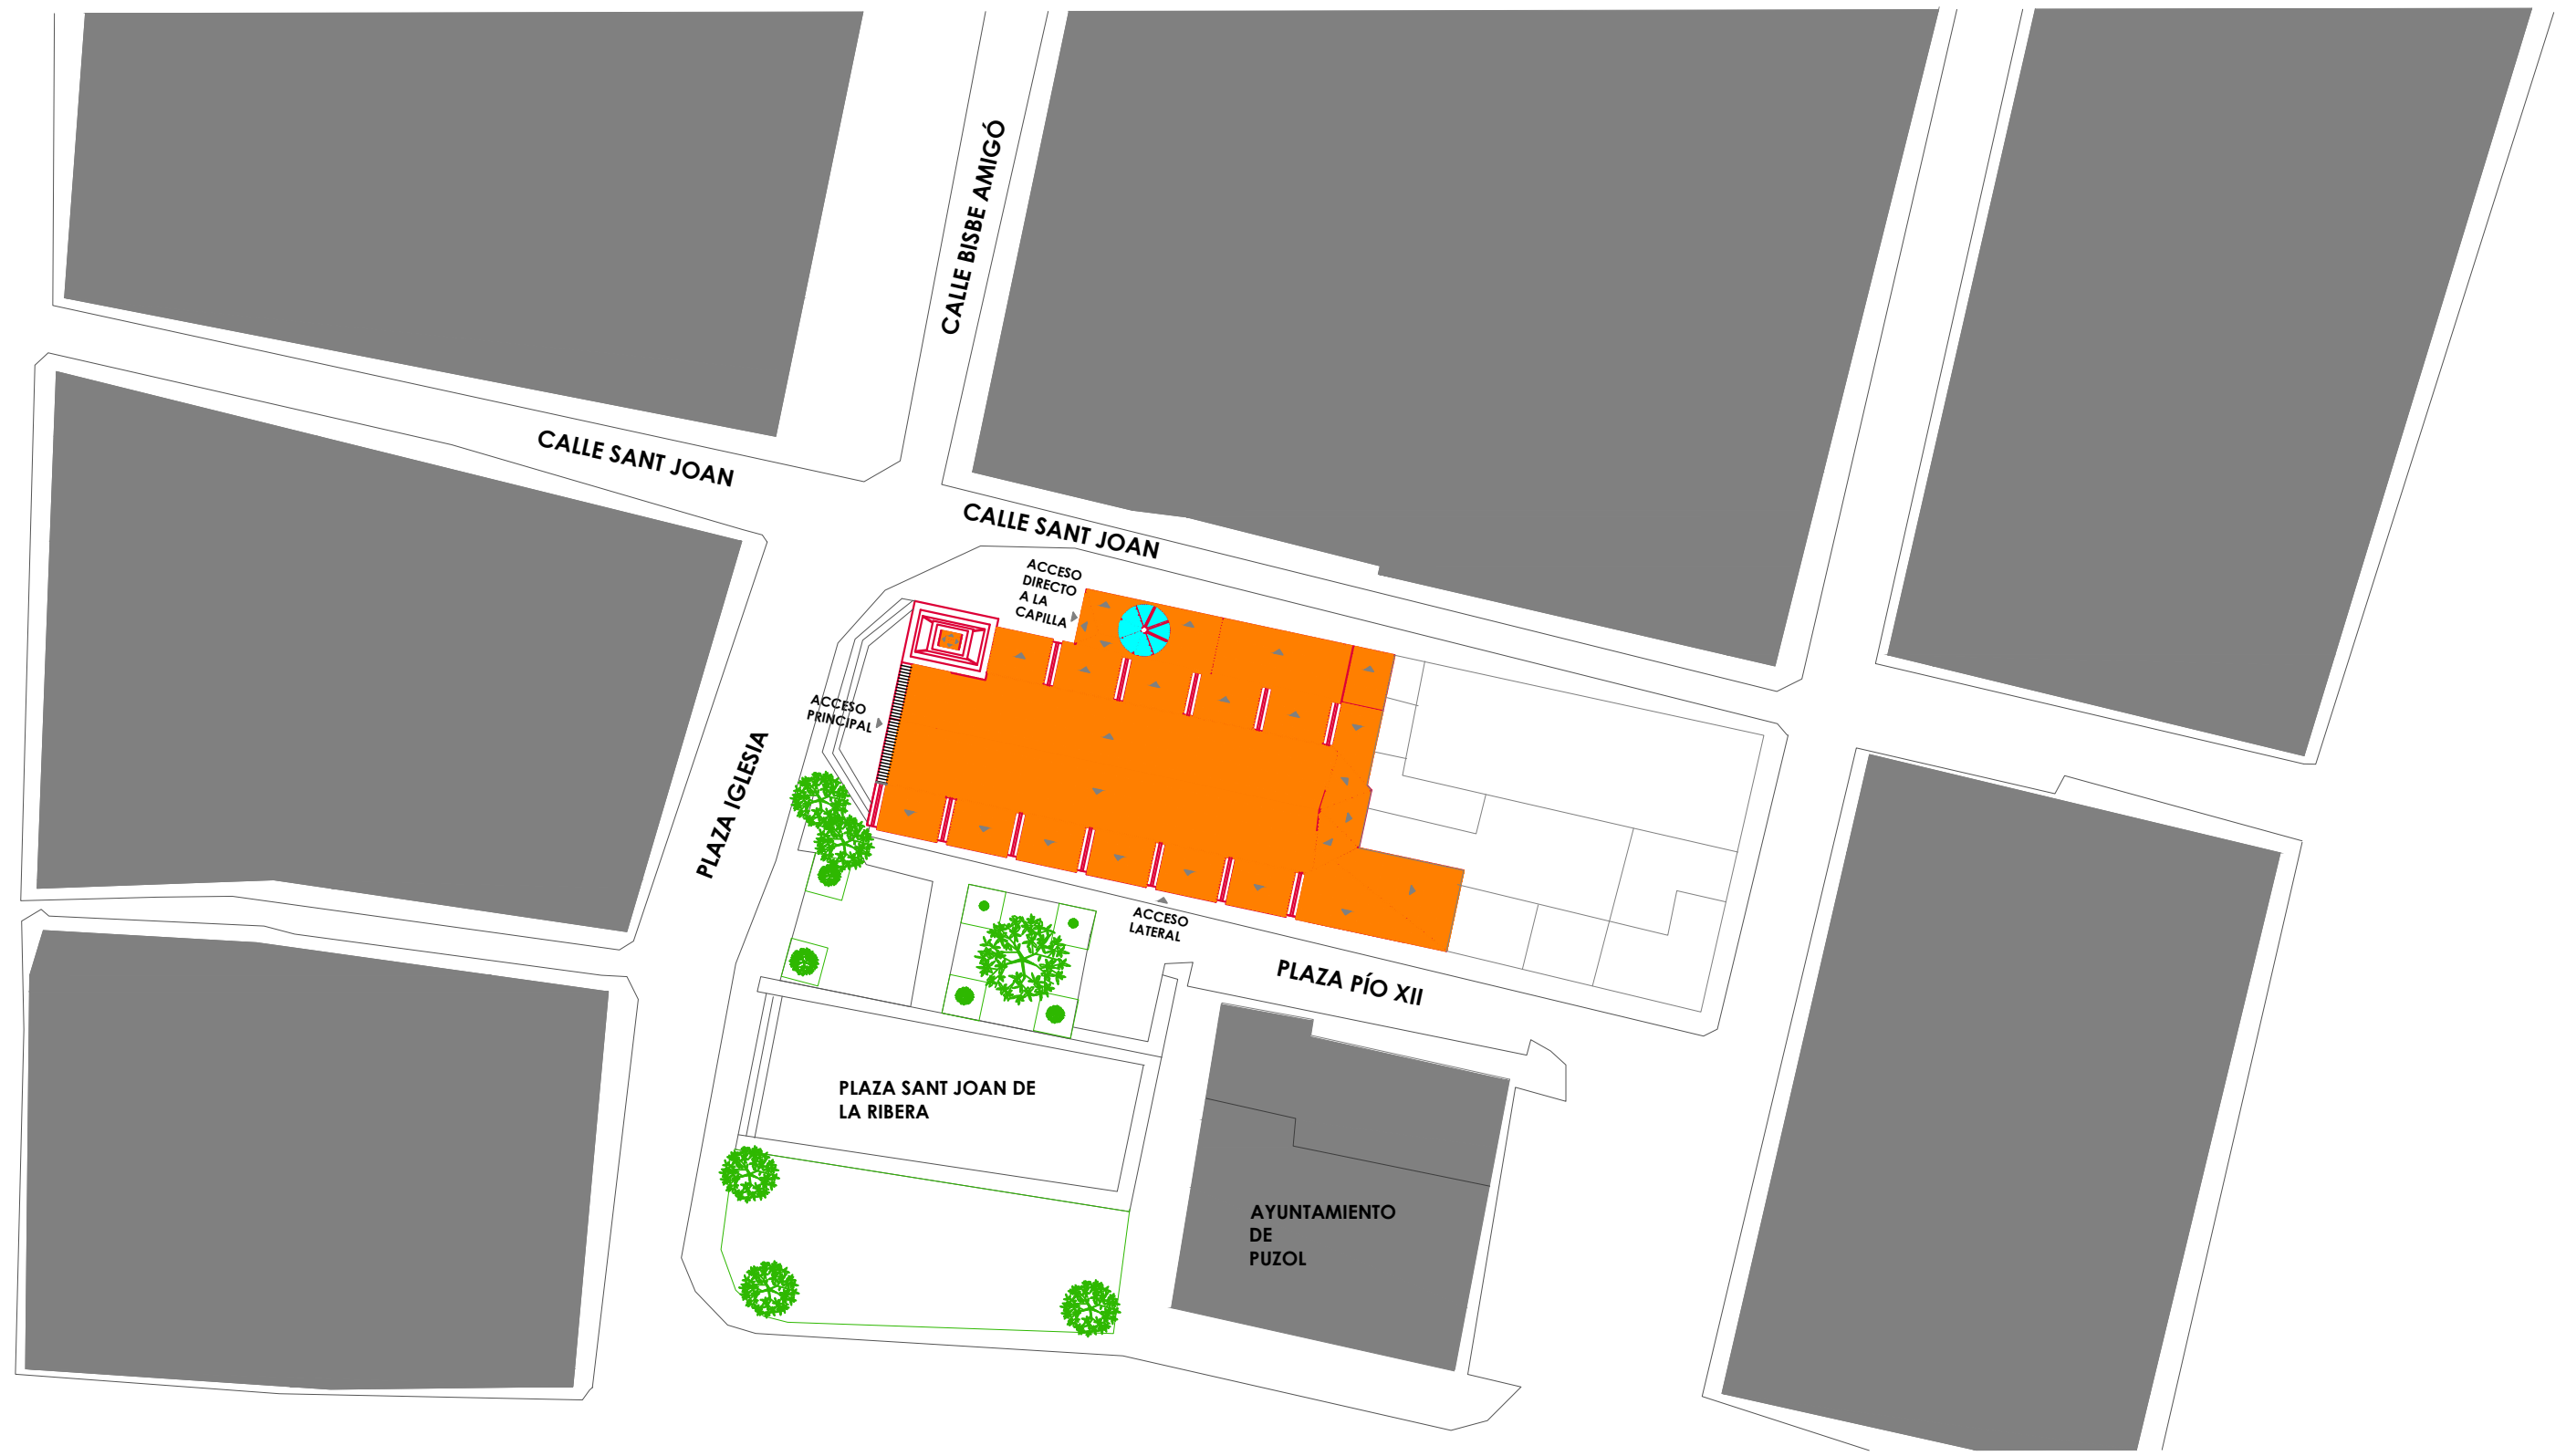 CALLE BISBE AMIGÓ
CALLE SANT JOAN
CALLE SANT JOAN
ACCESO
DIRECTO
A LA
CAPILLA
ACCESO
PRINCIPAL
PLAZA IGLESIA
ACCESO
LATERAL
PLAZA PÍO XII
PLAZA SANT JOAN DE
LA RIBERA
AYUNTAMIENTO
DE
PUZOL